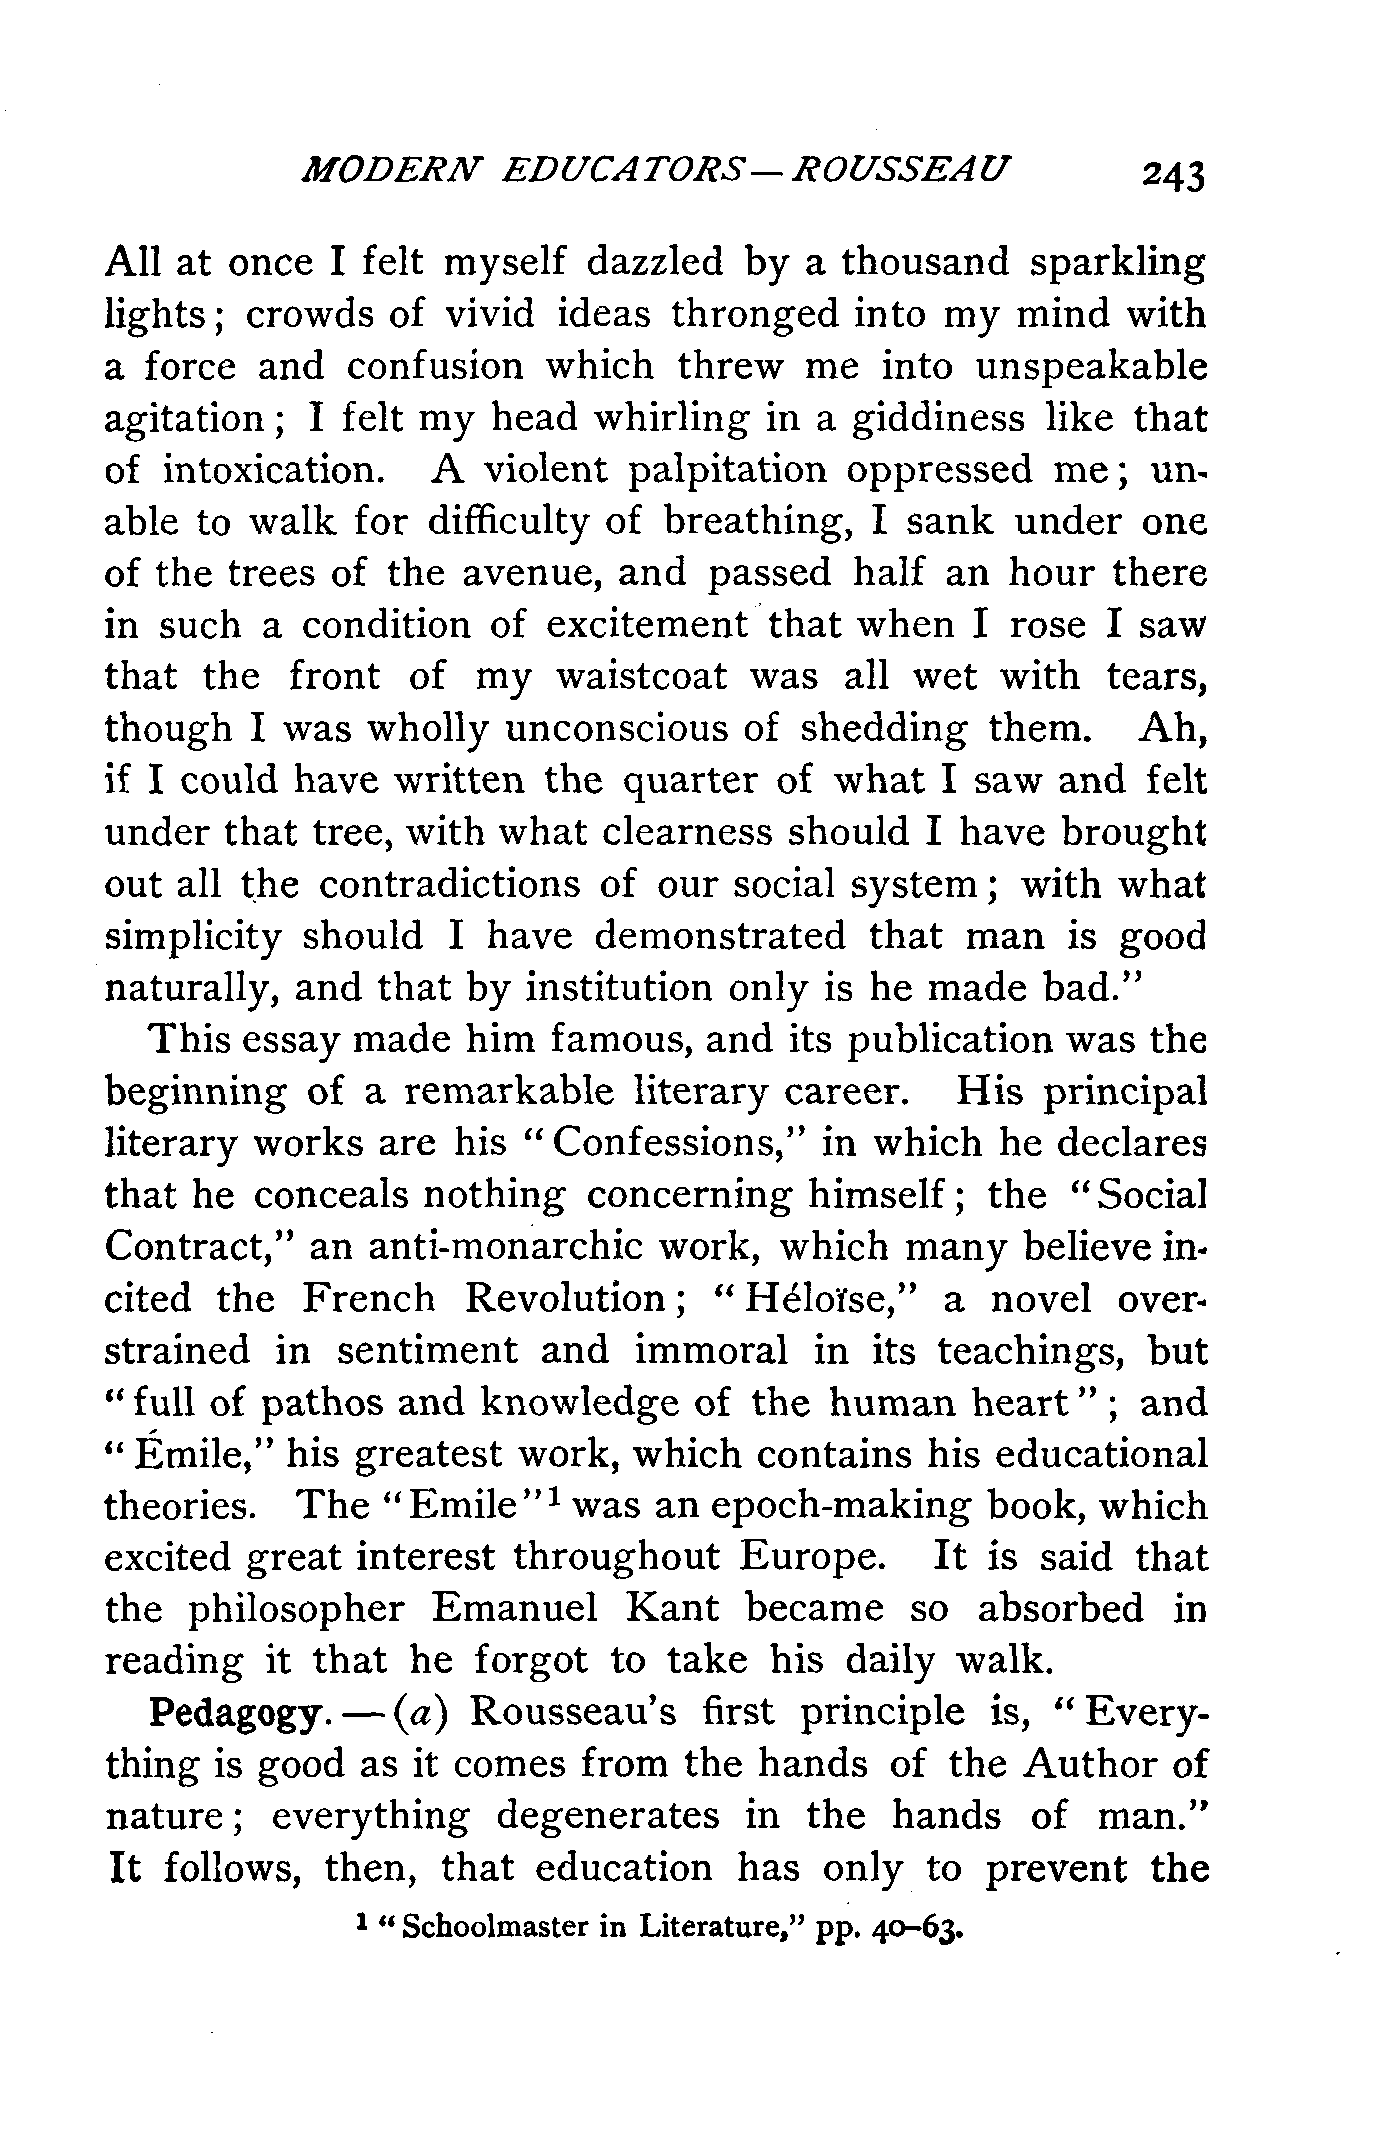 MODERN EDUCATORS—ROUSSEAU 243
All at once I felt myself dazzled by a thousand sparkling
lights; crowds of vivid ideas thronged into my mind with
a force and confusion which threw me into unspeakable
agitation; I felt my head whirling in a giddiness like that
of intoxication. A violent palpitation oppressed me; un-
able to walk for difficulty of breathing, I sank under one
of the trees of the avenue, and passed half an hour there
in such a condition of excitement that when I rose I saw
that the front of my waistcoat was all wet with tears,
though I was wholly unconscious of shedding them. Ah,
if I could have written the quarter of what I saw and felt
under that tree, with what clearness should I have brought
out all the contradictions of our social system; with what
simplicity should I have demonstrated that man is good
naturally, and that by institution only is he made bad."
This essay made him famous, and its publication was the
beginning of a remarkable literary career. His principal
literary works are his "Confessions," in which he declares
that he conceals nothing concerning himself; the "Social
Contract," an anti-monarchic work, which many believe in-
cited the French Revolution; "Héloïse," a novel over-
strained in sentiment and immoral in its teachings, but
"full of pathos and knowledge of the human heart"; and
"Émile," his greatest work, which contains his educational
theories. The "Emile"¹ was an epoch-making book, which
excited great interest throughout Europe. It is said that
the philosopher Emanuel Kant became so absorbed in
reading it that he forgot to take his daily walk.
Pedagogy.—(a) Rousseau's first principle is, "Every-
thing is good as it comes from the hands of the Author of
nature; everything degenerates in the hands of man."
It follows, then, that education has only to prevent the
¹ "Schoolmaster in Literature," pp. 40–63.